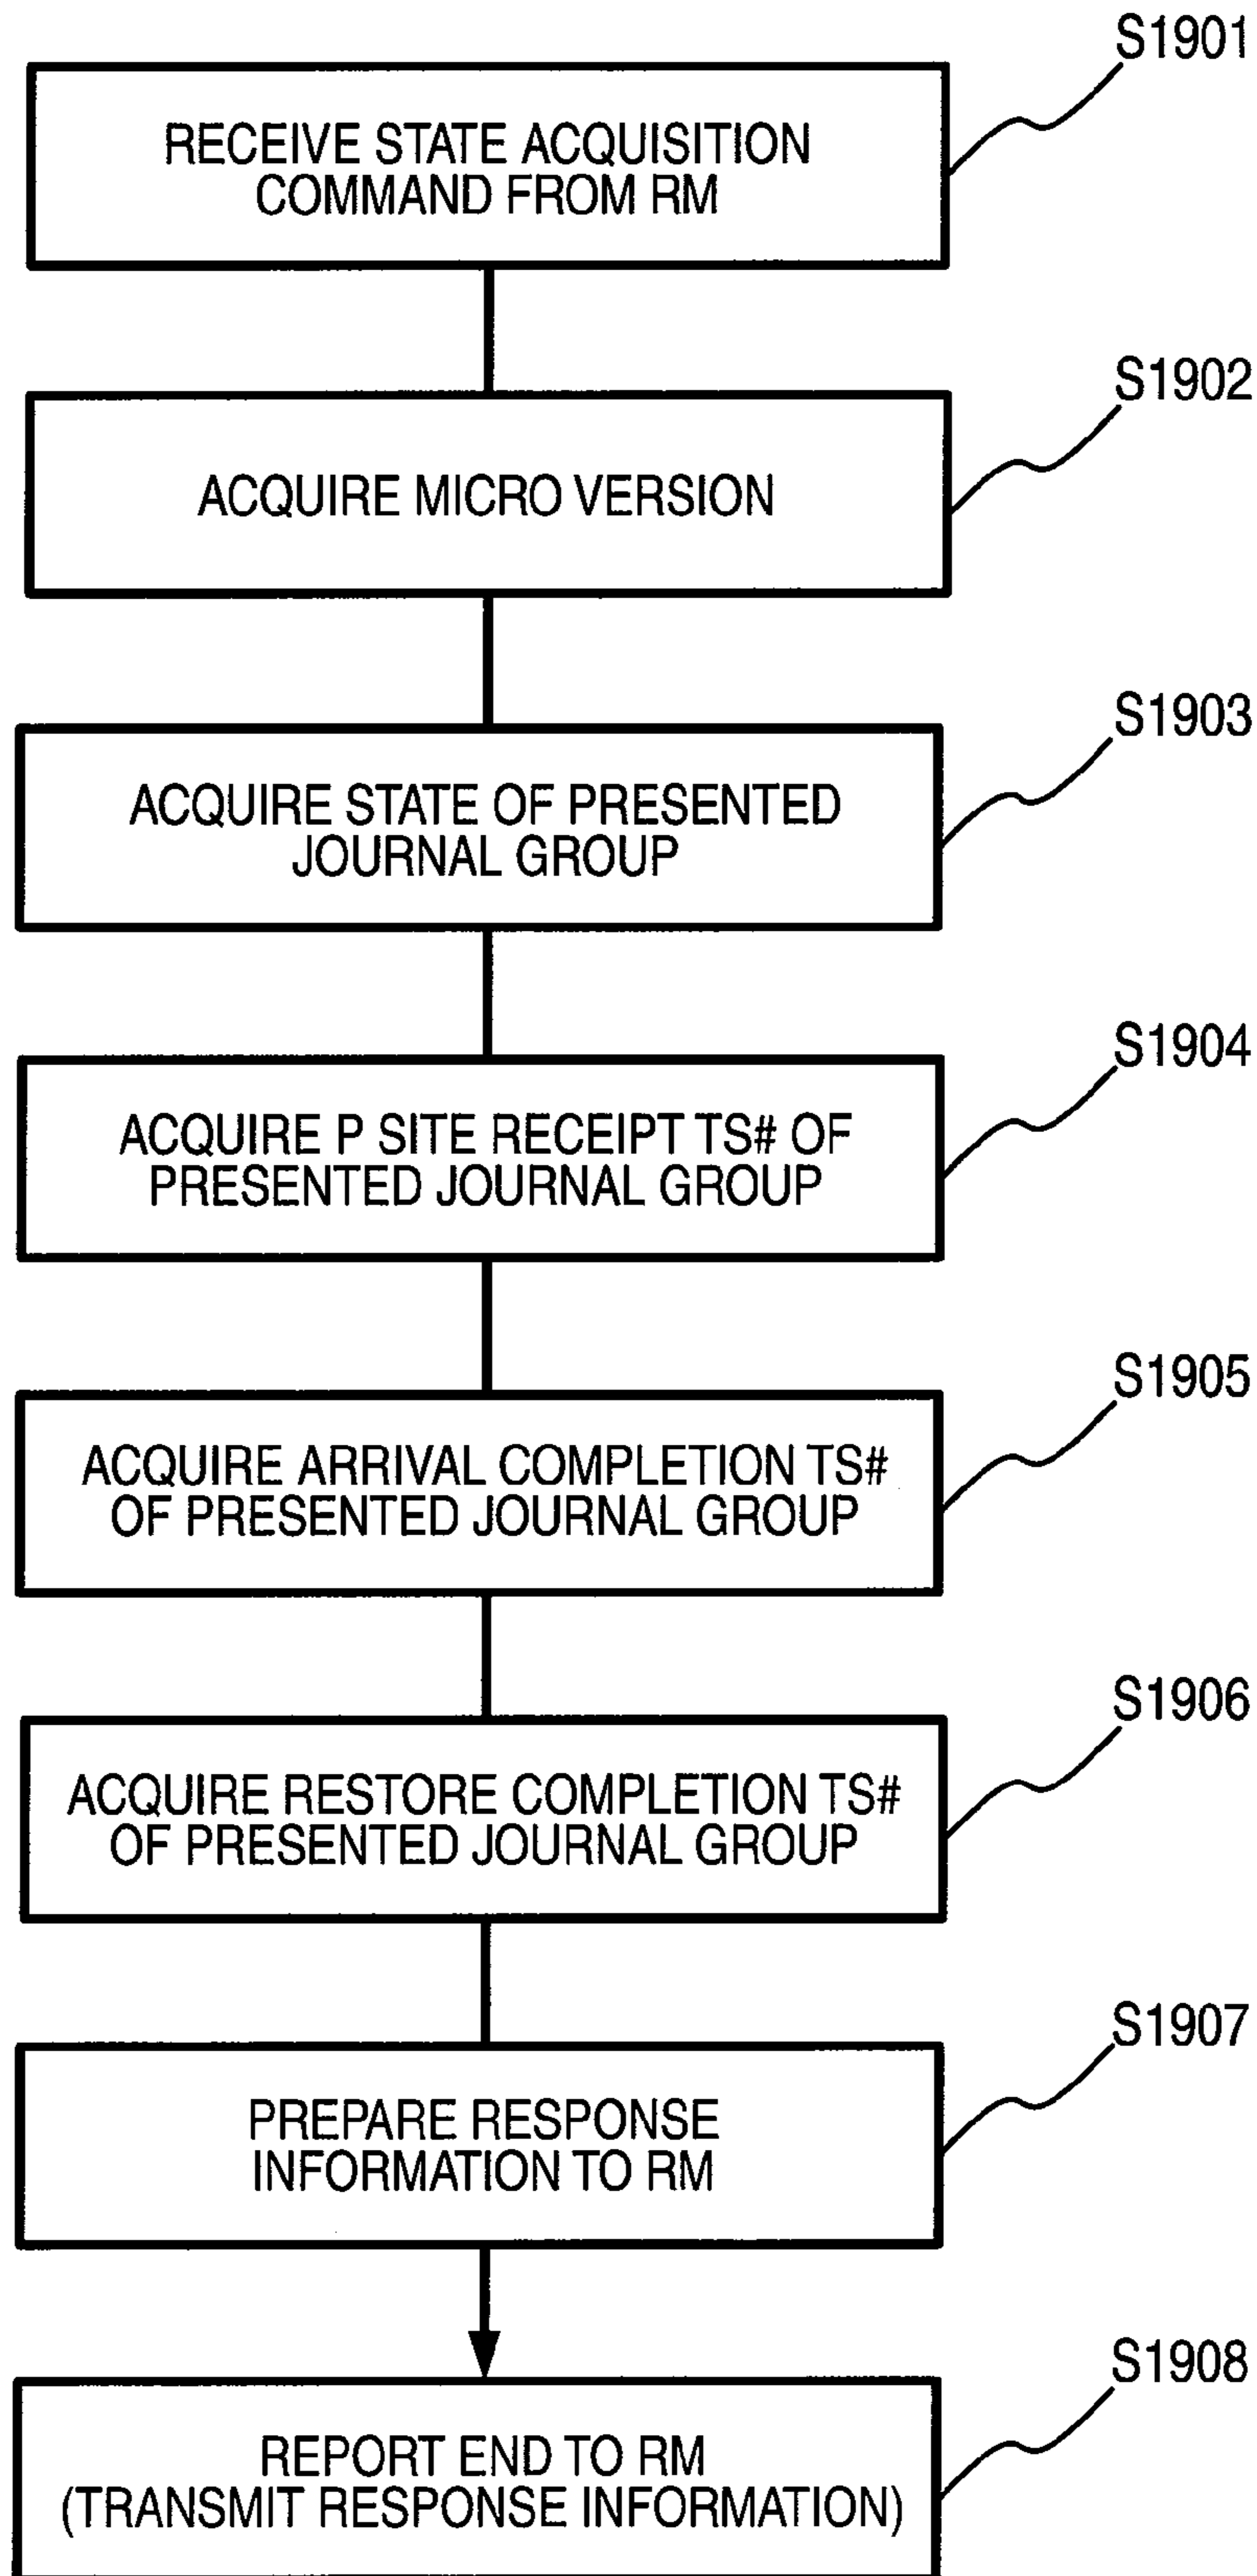 S1901
RECEIVE STATE ACQUISITION
COMMAND FROM RM
S1902
ACQUIRE MICRO VERSION
S1903
ACQUIRE STATE OF PRESENTED
JOURNAL GROUP
S1904
ACQUIRE P SITE RECEIPT TS# OF
PRESENTED JOURNAL GROUP
S1905
ACQUIRE ARRIVAL COMPLETION TS#
OF PRESENTED JOURNAL GROUP
S1906
ACQUIRE RESTORE COMPLETION TS#
OF PRESENTED JOURNAL GROUP
S1907
PREPARE RESPONSE
INFORMATION TO RM
S1908
REPORT END TO RM
(TRANSMIT RESPONSE INFORMATION)